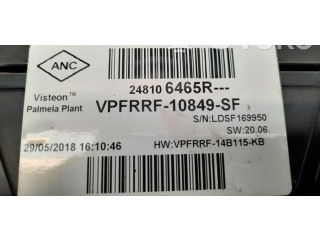 ANC
24810 6465R---
Visteon™
Palmela Plant
VPFRRF-10849-SF
S/N:LDSF169950
SW:20.06.
29/05/2018 16:10:46
HW:VPFRRF-14B115-KB